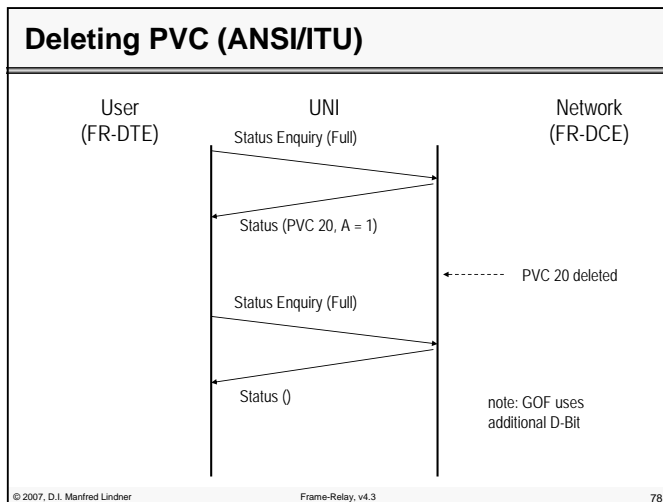 Deleting PVC (ANSI/ITU)
User
(FR-DTE)
UNI
Network
(FR-DCE)
Status Enquiry (Full)
Status (PVC 20, A = 1)
PVC 20 deleted
Status Enquiry (Full)
Status ()
note: GOF uses
additional D-Bit
© 2007, D.I. Manfred Lindner
Frame-Relay, v4.3
78